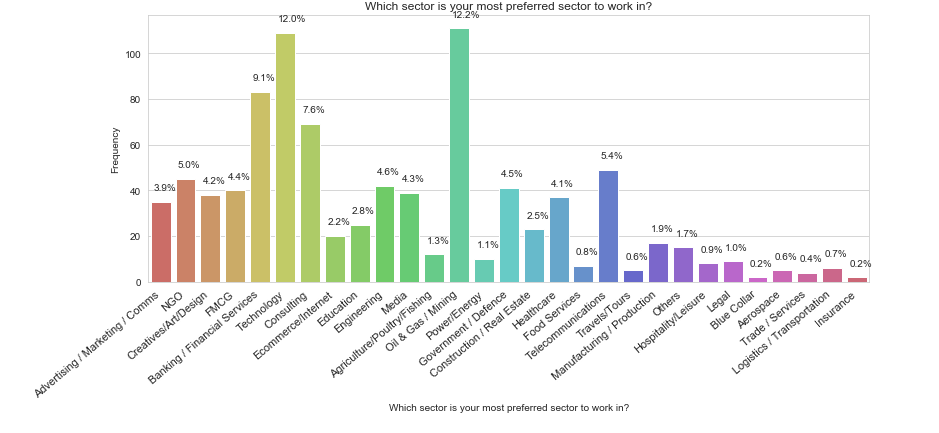 Which sector is your most preferred sector to work in?
Frequency
100
80
60
40
20
0
3.9%
5.0%
4.2%
4.4%
9.1%
12.0%
7.6%
2.2%
2.8%
4.6%
4.3%
1.3%
12.2%
1.1%
4.5%
2.5%
4.1%
0.8%
5.4%
0.6%
1.9%
1.7%
0.9%
1.0%
0.2%
0.6%
0.4%
0.7%
0.2%
Advertising / Marketing / Comms
NGO
Creatives/Art/Design
FMCG
Banking / Financial Services
Technology
Consulting
Ecommerce/Internet
Education
Engineering
Media
Agriculture/Poultry/Fishing
Oil & Gas / Mining
Power/Energy
Government / Defence
Construction / Real Estate
Healthcare
Food Services
Telecommunications
Travels/Tours
Manufacturing / Production
Others
Hospitality/Leisure
Legal
Blue Collar
Aerospace
Trade / Services
Logistics / Transportation
Insurance
Which sector is your most preferred sector to work in?